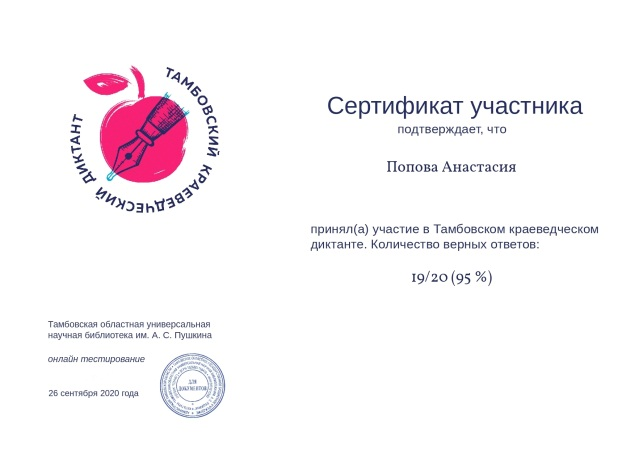 ТАМБОВСКИЙ КРАЕВЕДЧЕСКИЙ ДИКТАНТ
Сертификат участника
подтверждает, что
Попова Анастасия
принял(а) участие в Тамбовском краеведческом
диктанте. Количество верных ответов:
19/20 (95 %)
Тамбовская областная универсальная
научная библиотека им. А. С. Пушкина
онлайн тестирование
26 сентября 2020 года
ДЛЯ
ДОКУМЕНТОВ